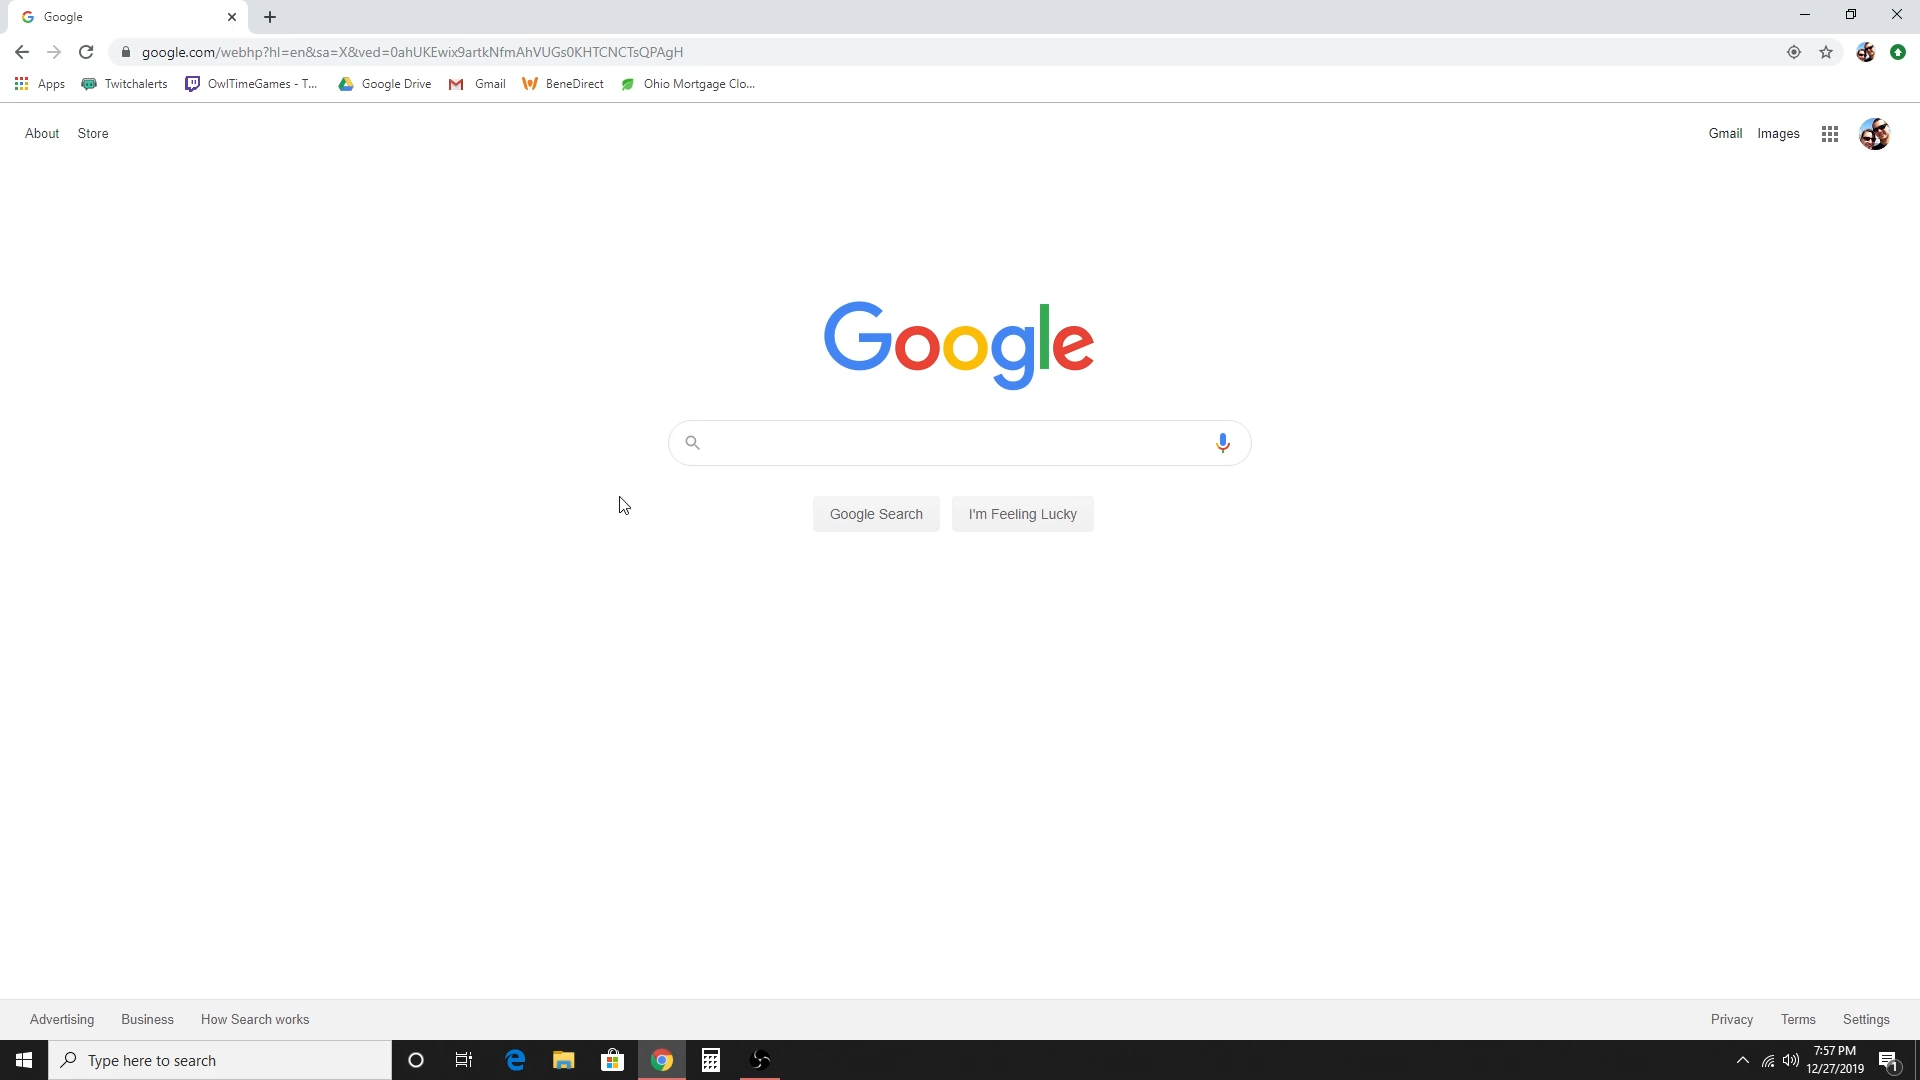 Google
google.com/webhp?hl=en&sa=X&ved=0ahUKEwix9artkNfmAhVUGs0KHTCNCTsQPAgH
Apps Twitchalerts OwlTimeGames - T... Google Drive Gmail BeneDirect Ohio Mortgage Clo...
About Store Gmail Images
Google
Google Search I'm Feeling Lucky
Advertising Business How Search works Privacy Terms Settings
Type here to search
7:57 PM
12/27/2019
1